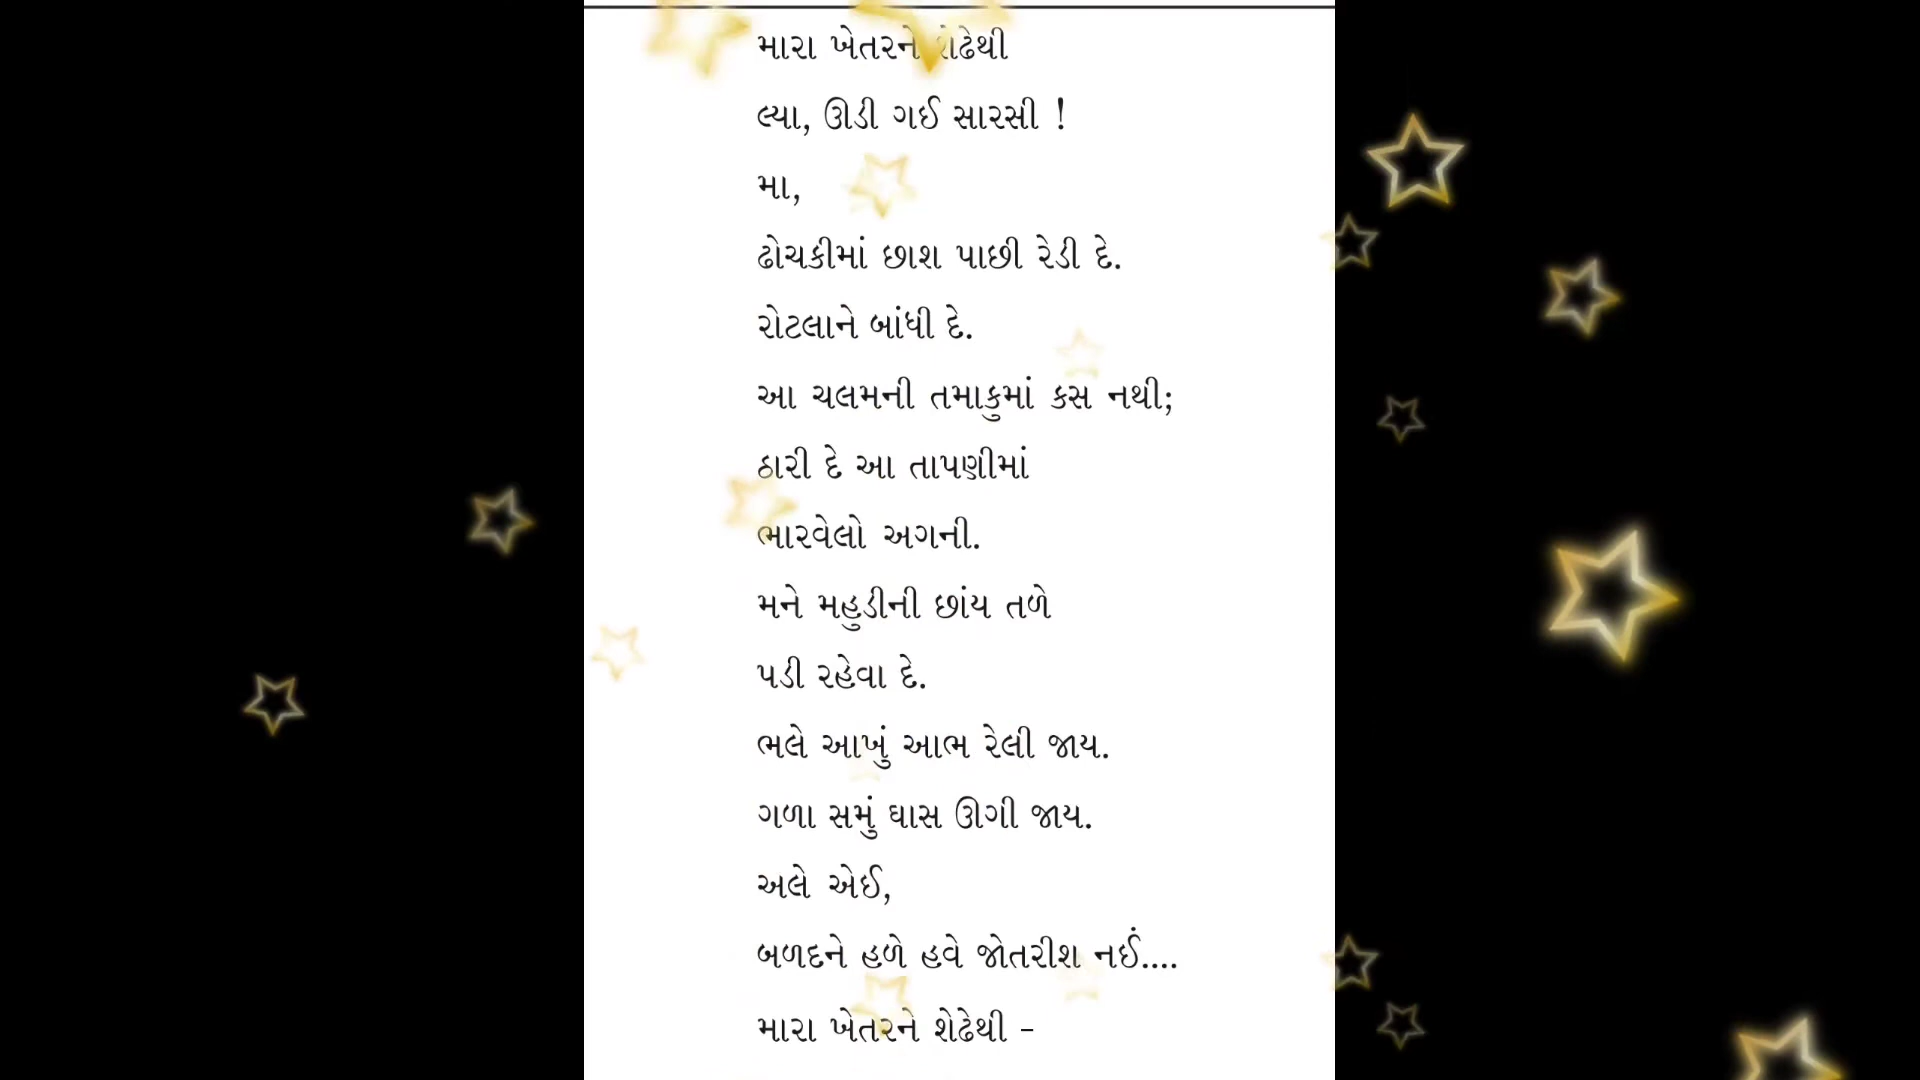 મારા ખેતરને શેઢેથી
લ્યા, ઊડી ગઈ સારસી !
મા,
ઢોચકીમાં છાશ પાછી રેડી દે.
રોટલાને બાંધી દે.
આ ચલમની તમાકુમાં કસ નથી;
ઠારી દે આ તાપણીમાં
ભારવેલો અગની.
મને મહુડીની છાંય તળે
પડી રહેવા દે.
ભલે આખું આભ રેલી જાય.
ગળા સમું ઘાસ ઊગી જાય.
અલે એઈ,
બળદને હળે હવે જોતરીશ નઈં....
મારા ખેતરને શેઢેથી -